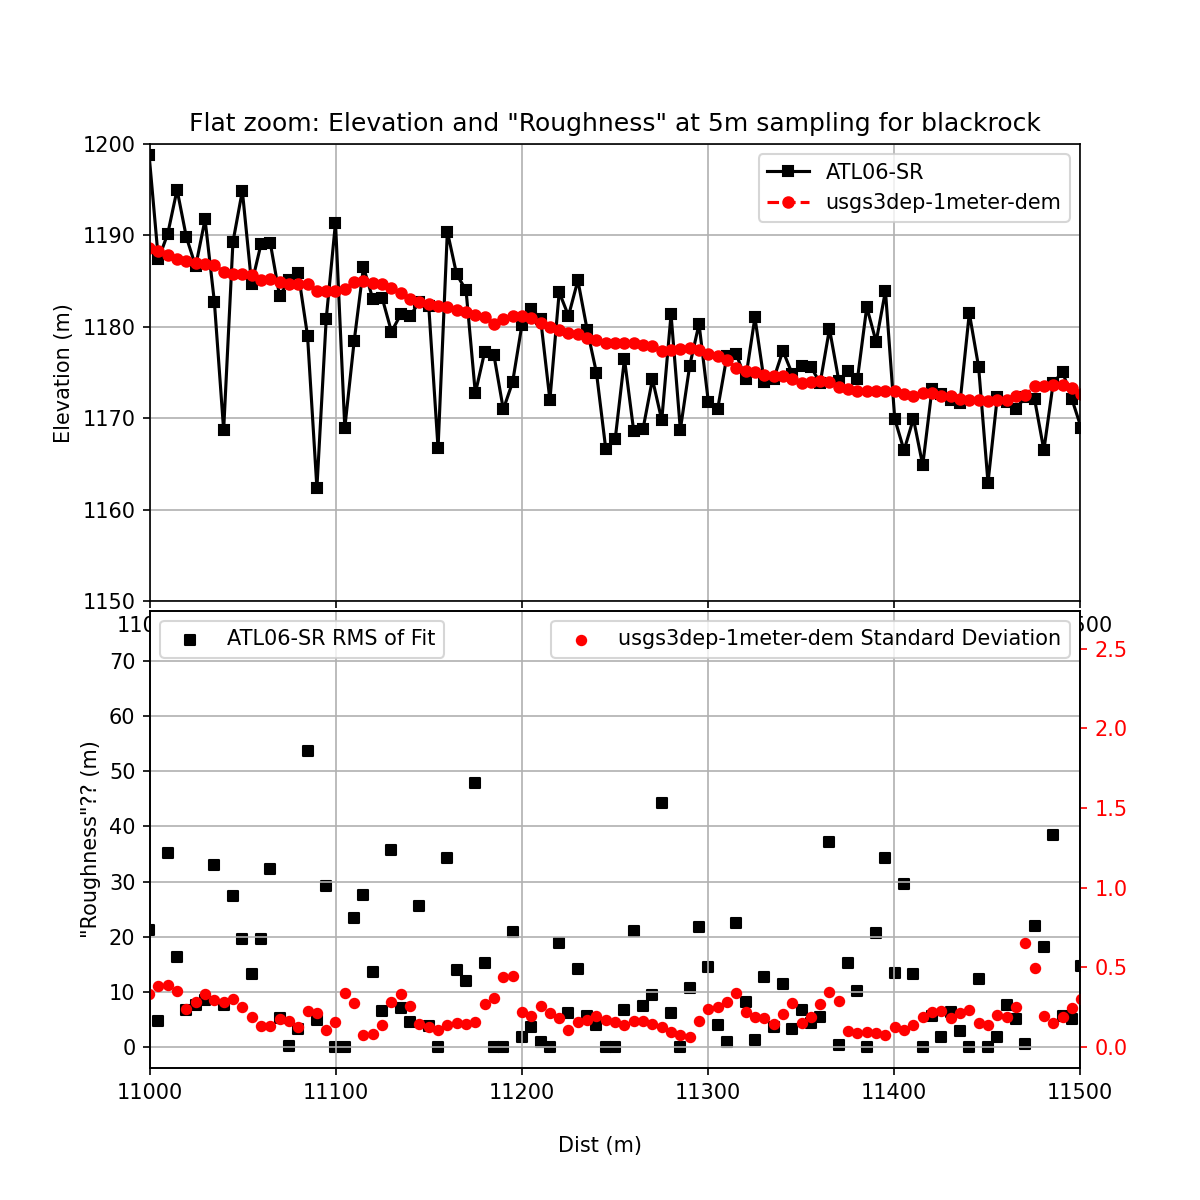 Flat zoom: Elevation and "Roughness" at 5m sampling for blackrock
1200
1190
1180
1170
1160
1150
Elevation (m)
ATL06-SR
usgs3dep-1meter-dem
110
500
70
60
50
40
30
20
10
0
"Roughness"?? (m)
ATL06-SR RMS of Fit
usgs3dep-1meter-dem Standard Deviation
2.5
2.0
1.5
1.0
0.5
0.0
11000 11100 11200 11300 11400 11500
Dist (m)